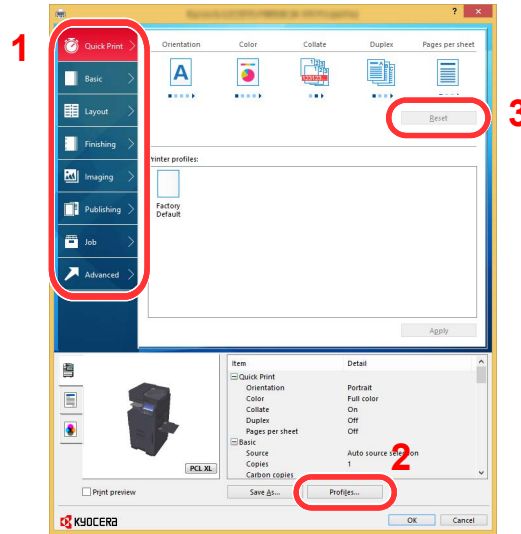 ? ×
1
Quick Print
Basic
Layout
Finishing
Imaging
Publishing
Job
Advanced
Orientation Color Collate Duplex Pages per sheet
A
123123
Reset
3
Printer profiles:
Factory
Default
Apply
Item Detail
Quick Print
Orientation Portrait
Color Full color
Collate On
Duplex Off
Pages per sheet Off
Basic
Source Auto source selection
Copies 1
Carbon copies
2
PCL XL
Print preview
Save As...
Profiles...
KYOCERA
OK Cancel